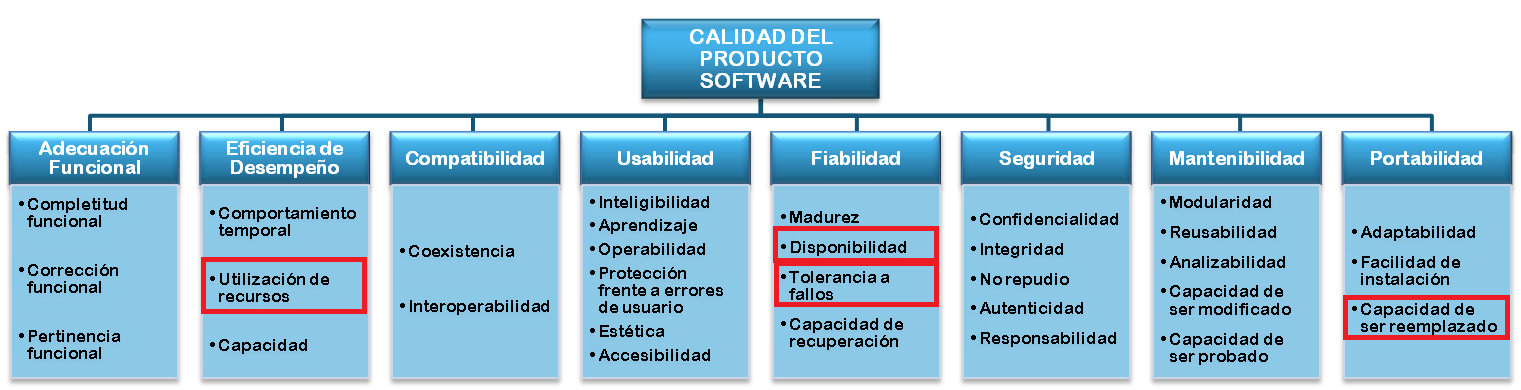 CALIDAD DEL
PRODUCTO
SOFTWARE
Adecuación
Funcional
• Completitud
funcional
• Corrección
funcional
• Pertinencia
funcional
Eficiencia de
Desempeño
• Comportamiento
temporal
• Utilización de
recursos
• Capacidad
Compatibilidad
• Coexistencia
• Interoperabilidad
Usabilidad
• Inteligibilidad
• Aprendizaje
• Operabilidad
• Protección
frente a errores
de usuario
• Estética
• Accesibilidad
Fiabilidad
• Madurez
• Disponibilidad
• Tolerancia a
fallos
• Capacidad de
recuperación
Seguridad
• Confidencialidad
• Integridad
• No repudio
• Autenticidad
• Responsabilidad
Mantenibilidad
• Modularidad
• Reusabilidad
• Analizabilidad
• Capacidad de
ser modificado
• Capacidad de
ser probado
Portabilidad
• Adaptabilidad
• Facilidad de
instalación
• Capacidad de
ser reemplazado